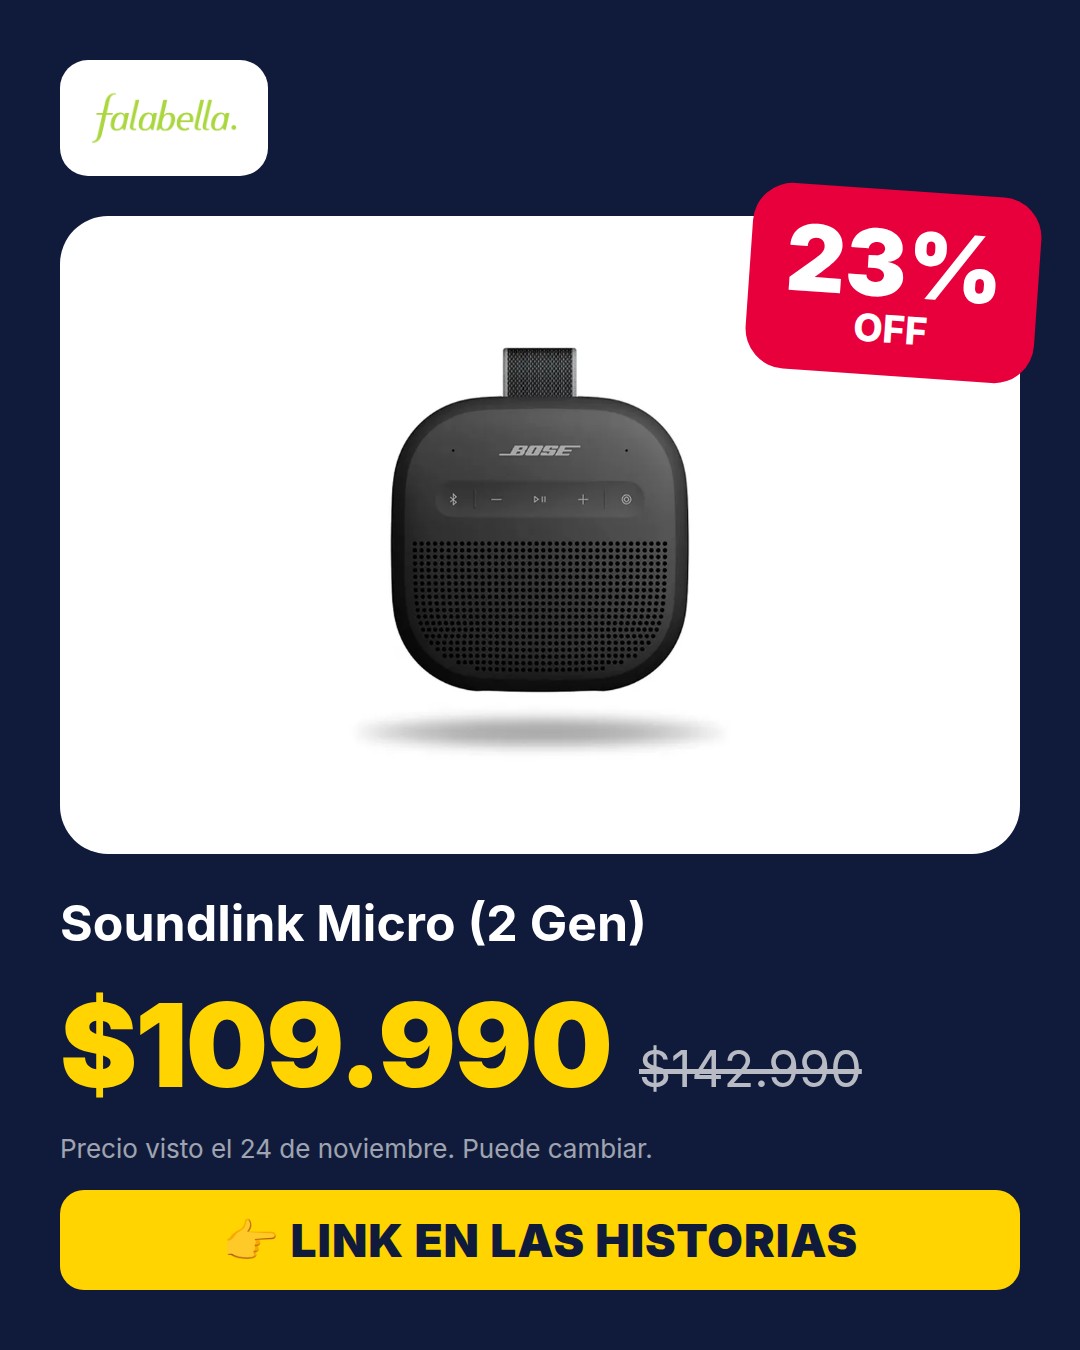 falabella.
23%
OFF
BOSE
Soundlink Micro (2 Gen)
$109.990 $142.990
Precio visto el 24 de noviembre. Puede cambiar.
👉 LINK EN LAS HISTORIAS